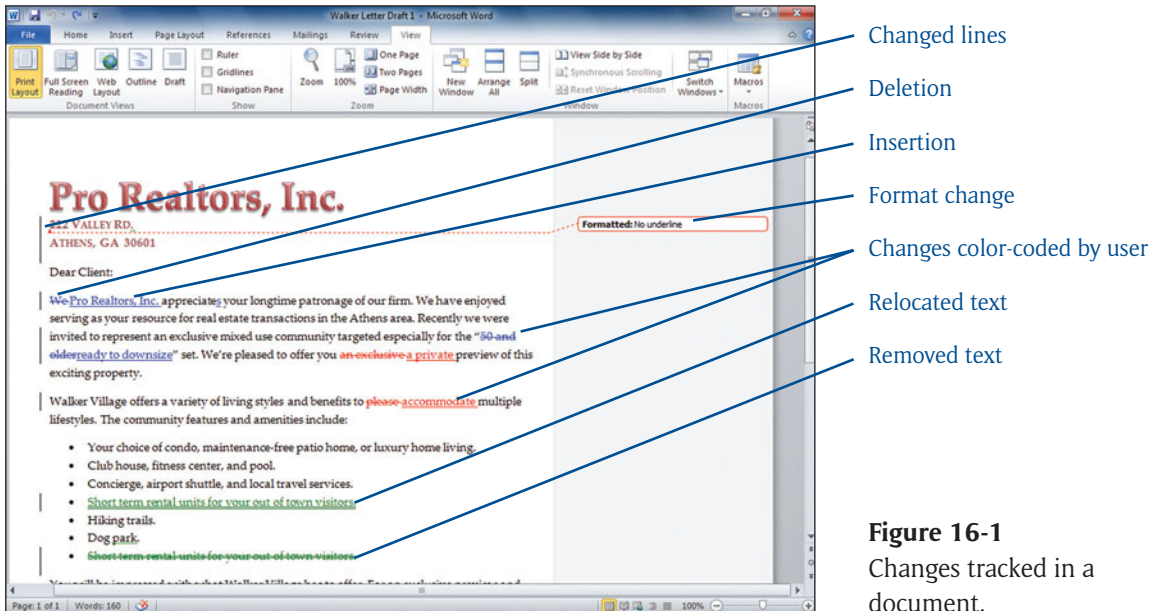 Walker Letter Draft 1 - Microsoft Word
File Home Insert Page Layout References Mailings Review View
Print Layout
Full Screen Reading
Web Layout
Outline
Draft
Document Views
Ruler
Gridlines
Navigation Pane
Show
Zoom
100%
One Page
Two Pages
Page Width
Zoom
New Window
Arrange All
Split
View Side by Side
Synchronous Scrolling
Reset Window Position
Window
Switch Windows
Macros
Macros
Pro Realtors, Inc.
222 VALLEY RD.
ATHENS, GA 30601
Formatted: No underline
Dear Client:
We Pro Realtors, Inc. appreciates your longtime patronage of our firm. We have enjoyed
serving as your resource for real estate transactions in the Athens area. Recently we were
invited to represent an exclusive mixed use community targeted especially for the “50 and
olderready to downsize” set. We’re pleased to offer you an exclusive a private preview of this
exciting property.
Walker Village offers a variety of living styles and benefits to please accommodate multiple
lifestyles. The community features and amenities include:
• Your choice of condo, maintenance-free patio home, or luxury home living.
• Club house, fitness center, and pool.
• Concierge, airport shuttle, and local travel services.
• Short term rental units for your out of town visitors.
• Hiking trails.
• Dog park.
• Short term rental units for your out of town visitors.
Page: 1 of 1 Words: 160 100%
Changed lines
Deletion
Insertion
Format change
Changes color-coded by user
Relocated text
Removed text
Figure 16-1
Changes tracked in a
document.